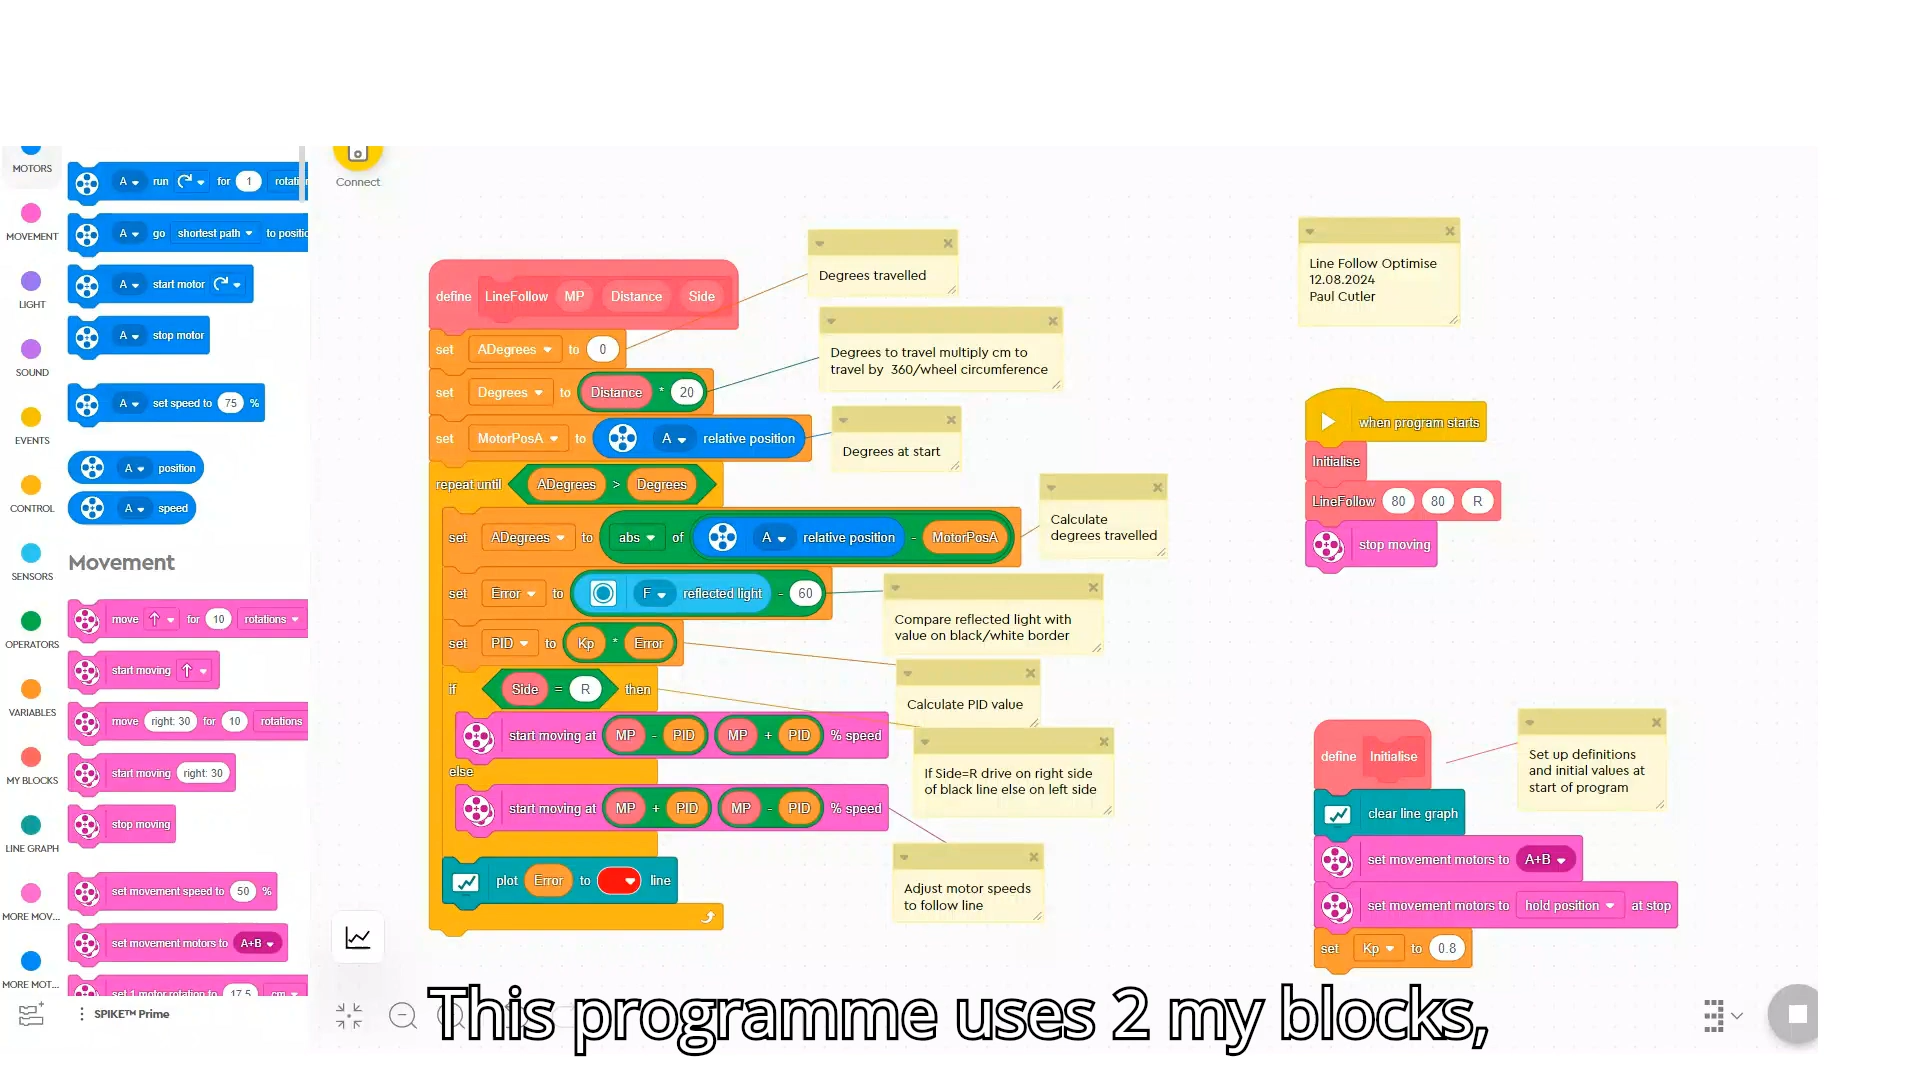 MOTORS
MOVEMENT
LIGHT
SOUND
EVENTS
CONTROL
SENSORS
OPERATORS
VARIABLES
MY BLOCKS
LINE GRAPH
MORE MOV...
MORE MOT...
A run for 1
A go shortest path
A start motor
A stop motor
A set speed to 75 %
A position
A speed
Movement
move for 10 rotations
start moving
move right: 30 for 10 rotations
start moving right: 30
stop moving
set movement speed to 50 %
set movement motors to A+B
set 1 motor rotation to 17.5 cm
SPIKE™ Prime
Connect
define LineFollow MP Distance Side
set ADegrees to 0
set Degrees to Distance * 20
set MotorPosA to A relative position
repeat until ADegrees > Degrees
set ADegrees to abs of A relative position - MotorPosA
set Error to F reflected light - 60
set PID to Kp * Error
if Side = R then
start moving at MP - PID MP + PID % speed
else
start moving at MP + PID MP - PID % speed
plot Error to line
Degrees travelled
Degrees to travel multiply cm to
travel by 360/wheel circumference
Degrees at start
Calculate
degrees travelled
Compare reflected light with
value on black/white border
Calculate PID value
If Side=R drive on right side
of black line else on left side
Adjust motor speeds
to follow line
Line Follow Optimise
12.08.2024
Paul Cutler
when program starts
Initialise
LineFollow 80 80 R
stop moving
define Initialise
clear line graph
set movement motors to A+B
set movement motors to hold position at stop
set Kp to 0.8
Set up definitions
and initial values at
start of program
This programme uses 2 my blocks,